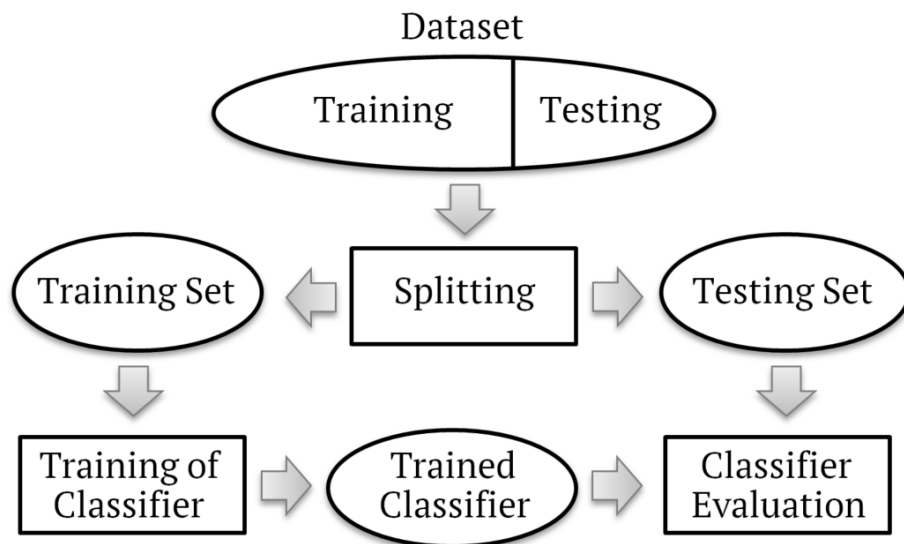 Dataset
Training
Testing
Training Set
Splitting
Testing Set
Training of
Classifier
Trained
Classifier
Classifier
Evaluation